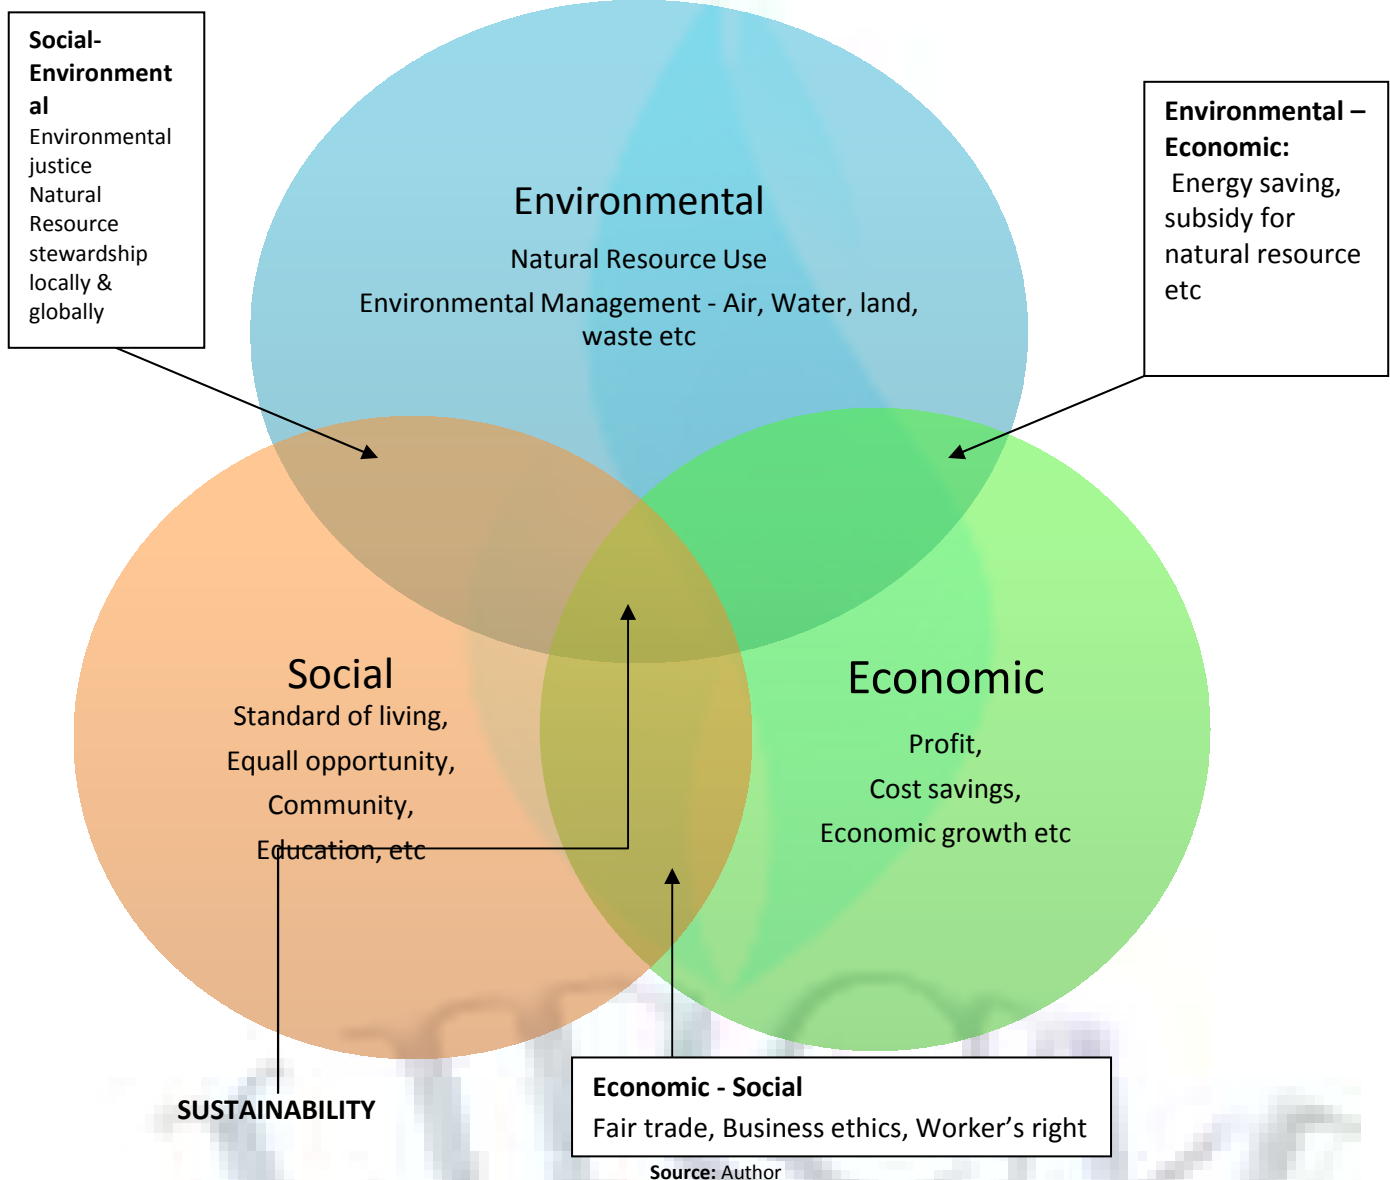 Social-
Environment
al
Environmental
justice
Natural
Resource
stewardship
locally &
globally
Environmental –
Economic:
Energy saving,
subsidy for
natural resource
etc
Environmental
Natural Resource Use
Environmental Management - Air, Water, land,
waste etc
Social
Standard of living,
Equall opportunity,
Community,
Education, etc
Economic
Profit,
Cost savings,
Economic growth etc
SUSTAINABILITY
Economic - Social
Fair trade, Business ethics, Worker’s right
Source: Author